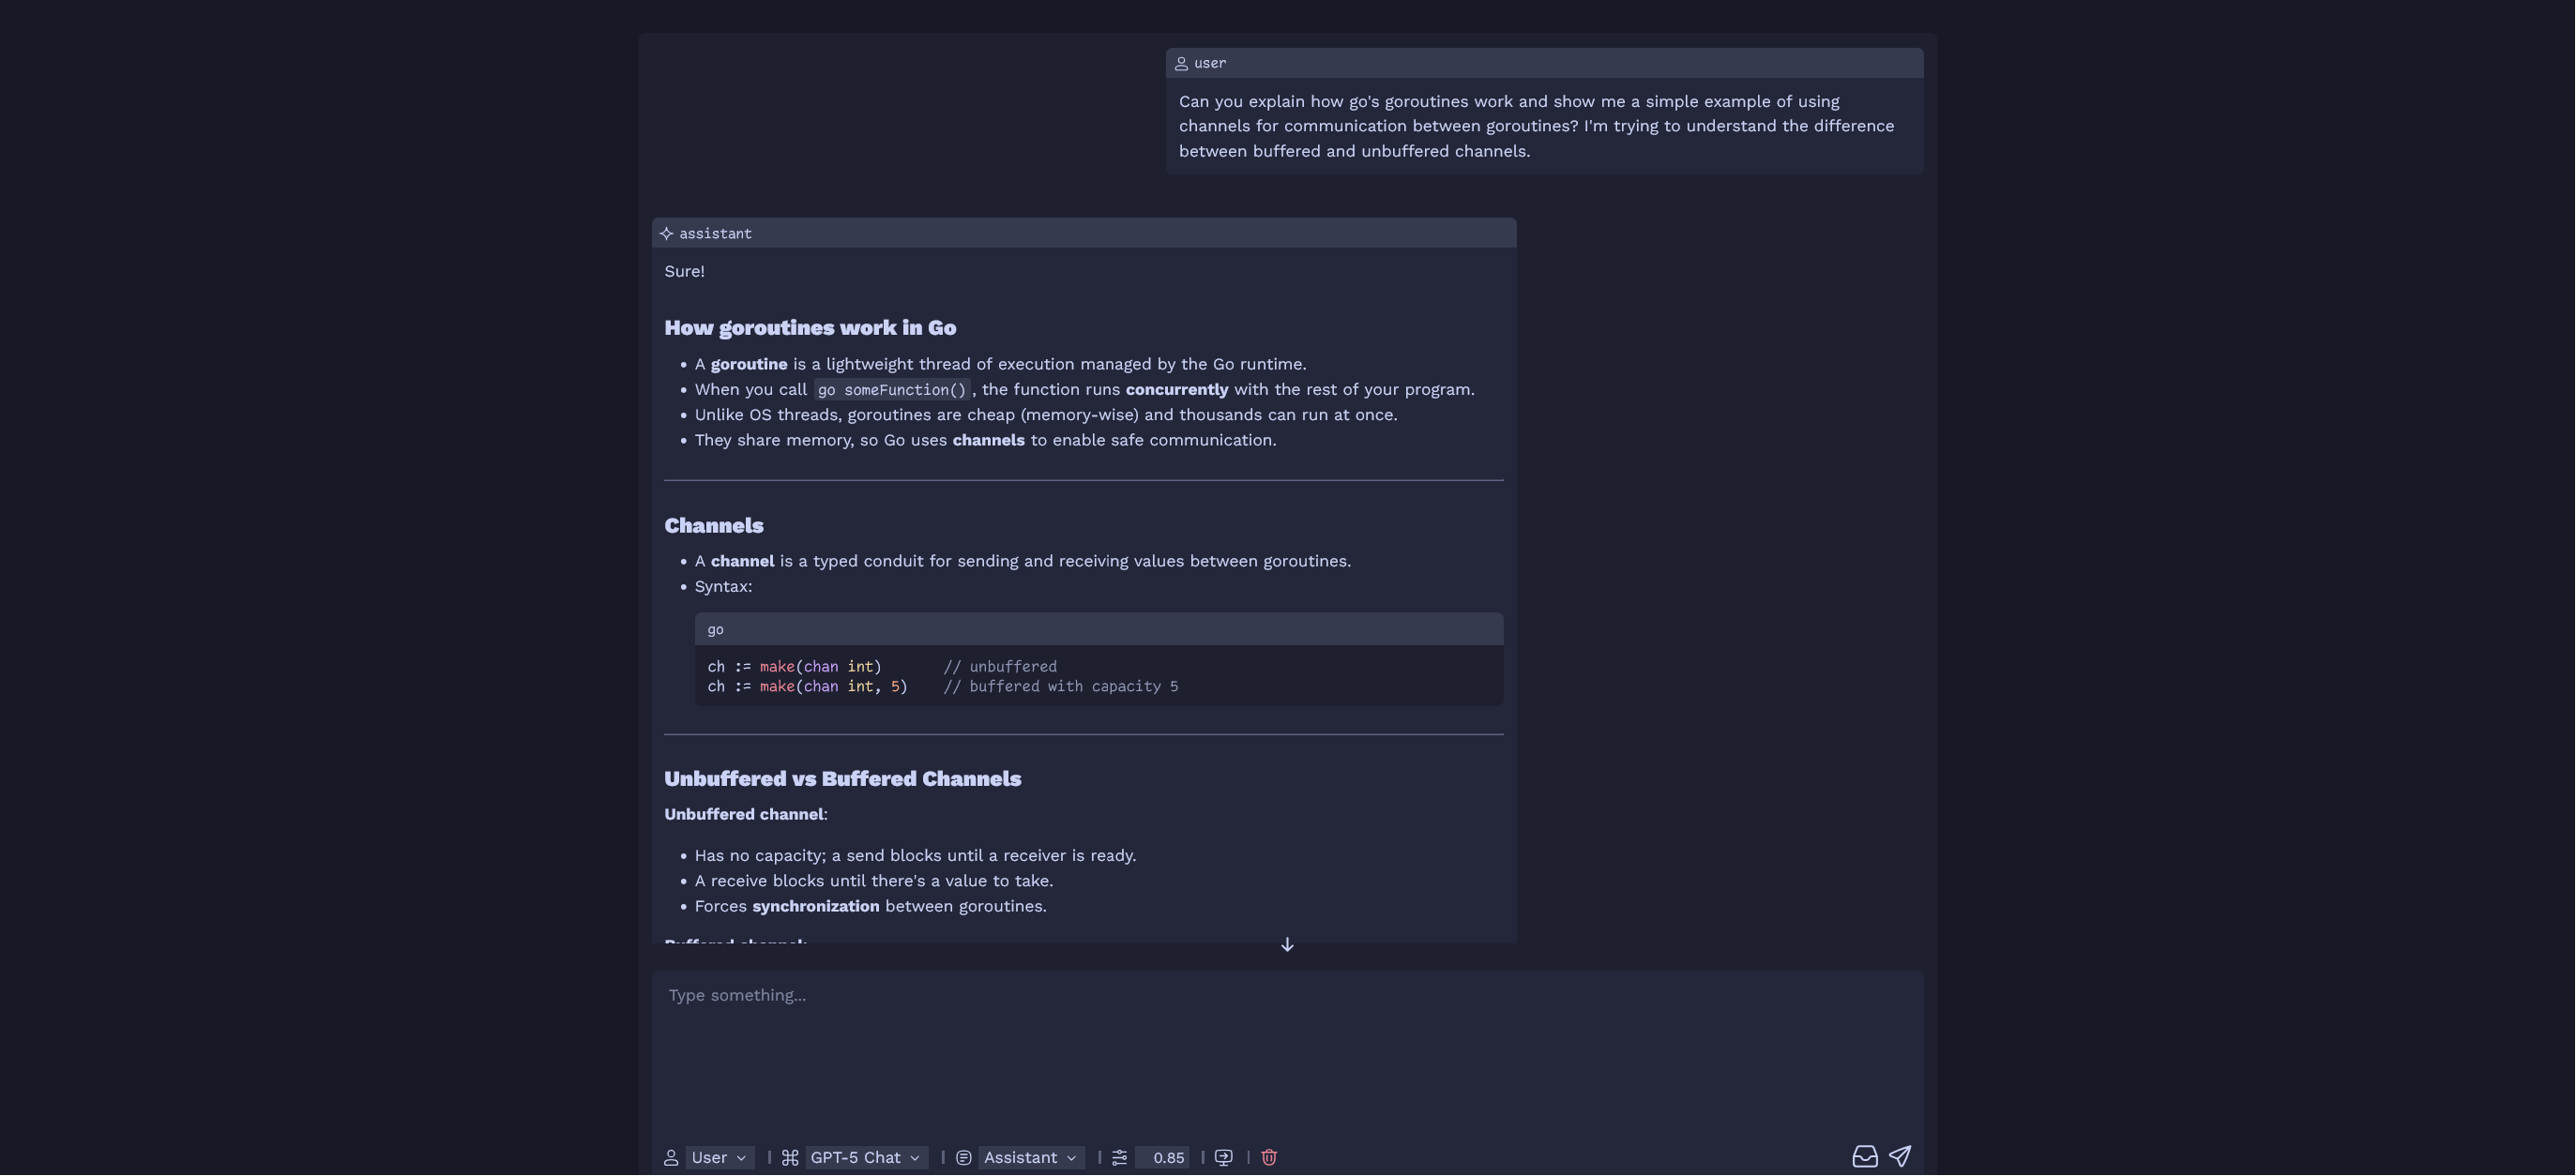 user
Can you explain how go's goroutines work and show me a simple example of using
channels for communication between goroutines? I'm trying to understand the difference
between buffered and unbuffered channels.
assistant
Sure!
How goroutines work in Go
• A goroutine is a lightweight thread of execution managed by the Go runtime.
• When you call go someFunction(), the function runs concurrently with the rest of your program.
• Unlike OS threads, goroutines are cheap (memory-wise) and thousands can run at once.
• They share memory, so Go uses channels to enable safe communication.
Channels
• A channel is a typed conduit for sending and receiving values between goroutines.
• Syntax:
go
ch := make(chan int)    // unbuffered
ch := make(chan int, 5)    // buffered with capacity 5
Unbuffered vs Buffered Channels
Unbuffered channel:
• Has no capacity; a send blocks until a receiver is ready.
• A receive blocks until there's a value to take.
• Forces synchronization between goroutines.
Buffered channel:
Type something...
User | GPT-5 Chat | Assistant | 0.85 | |